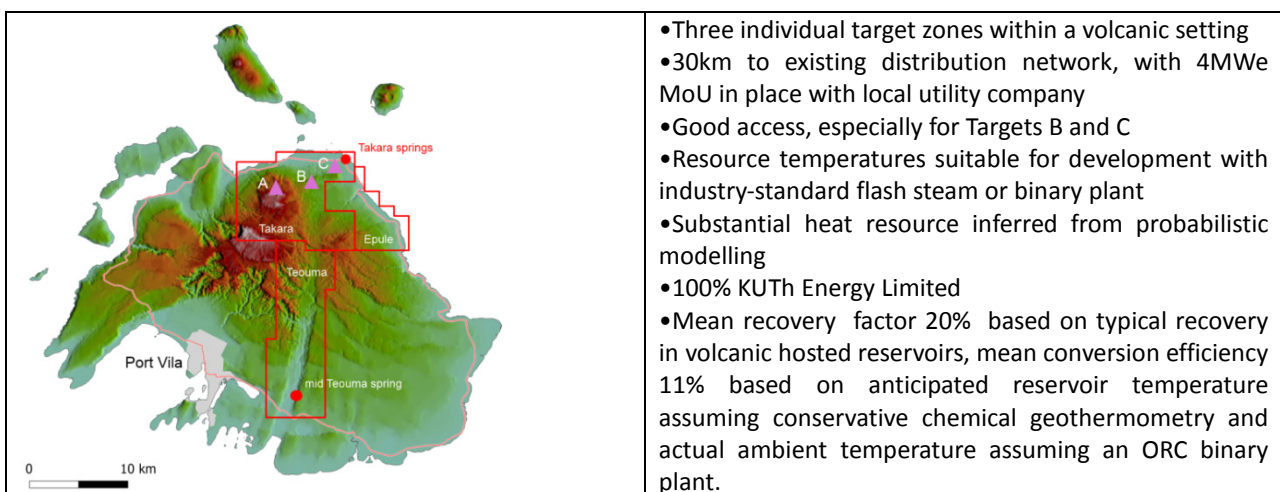 Takara springs
C
B
A
Takara
Epule
Teouma
Port Vila
mid Teouma spring
0 10 km
•Three individual target zones within a volcanic setting
•30km to existing distribution network, with 4MWe
MoU in place with local utility company
•Good access, especially for Targets B and C
•Resource temperatures suitable for development with
industry-standard flash steam or binary plant
•Substantial heat resource inferred from probabilistic
modelling
•100% KUTh Energy Limited
•Mean recovery factor 20% based on typical recovery
in volcanic hosted reservoirs, mean conversion efficiency
11% based on anticipated reservoir temperature
assuming conservative chemical geothermometry and
actual ambient temperature assuming an ORC binary
plant.